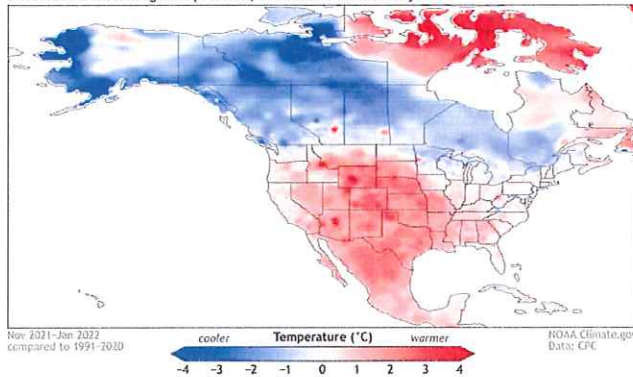 Nov 2021-Jan 2022
compared to 1991-2020
cooler Temperature (°C) warmer
NOAA Climate.gov
Data: CPC
-4 -3 -2 -1 0 1 2 3 4